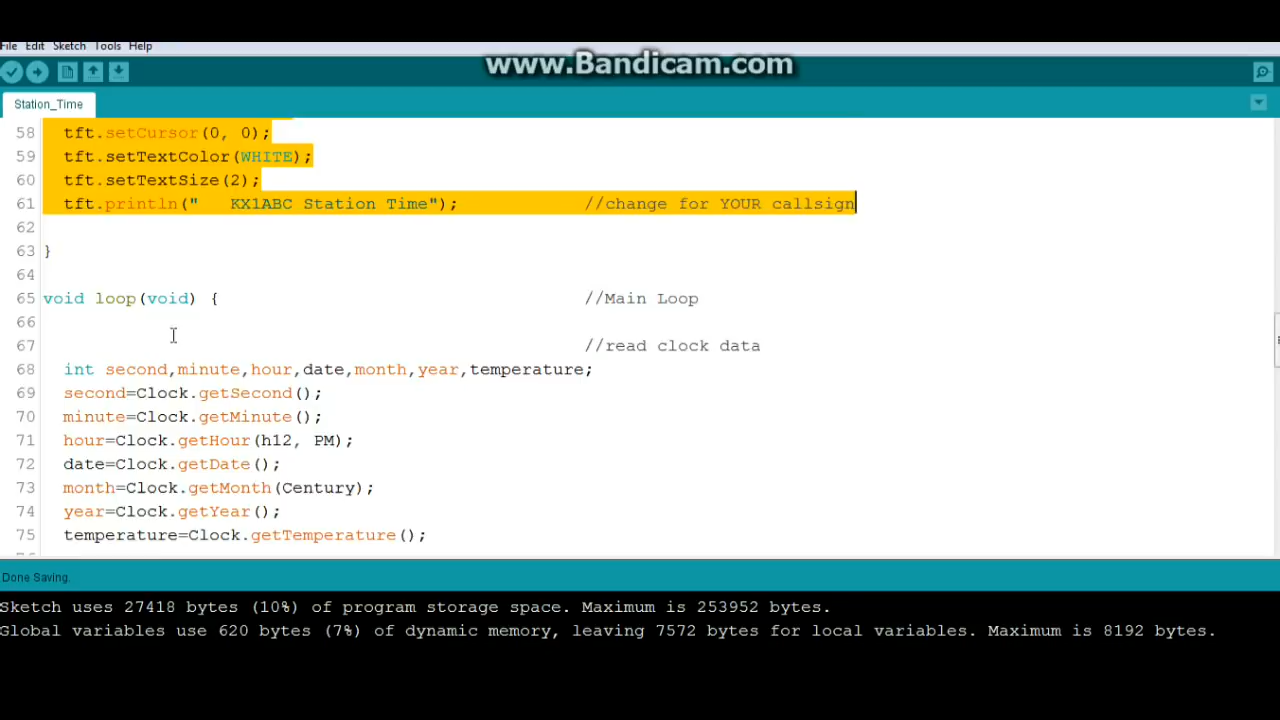 www.Bandicam.com
File Edit Sketch Tools Help
Station_Time
58 tft.setCursor(0, 0);
59 tft.setTextColor(WHITE);
60 tft.setTextSize(2);
61 tft.println("   KX1ABC Station Time"); //change for YOUR callsign
62
63 }
64
65 void loop(void) { //Main Loop
66
67 //read clock data
68 int second,minute,hour,date,month,year,temperature;
69 second=Clock.getSecond();
70 minute=Clock.getMinute();
71 hour=Clock.getHour(h12, PM);
72 date=Clock.getDate();
73 month=Clock.getMonth(Century);
74 year=Clock.getYear();
75 temperature=Clock.getTemperature();
Done Saving.
Sketch uses 27418 bytes (10%) of program storage space. Maximum is 253952 bytes.
Global variables use 620 bytes (7%) of dynamic memory, leaving 7572 bytes for local variables. Maximum is 8192 bytes.